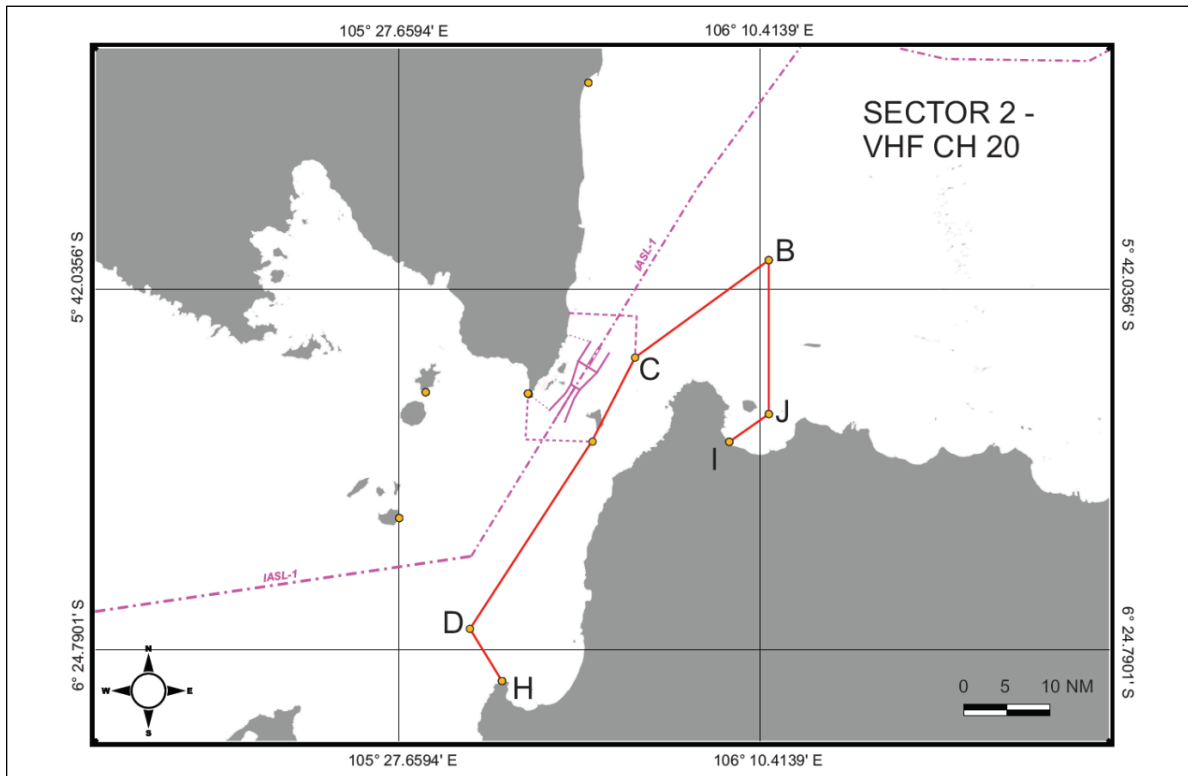 105° 27.6594' E
106° 10.4139' E
SECTOR 2 -
VHF CH 20
IASL-1
B
5° 42.0356' S
5° 42.0356' S
C
J
I
IASL-1
D
6° 24.7901' S
6° 24.7901' S
H
N
W
E
S
0 5 10 NM
105° 27.6594' E
106° 10.4139' E